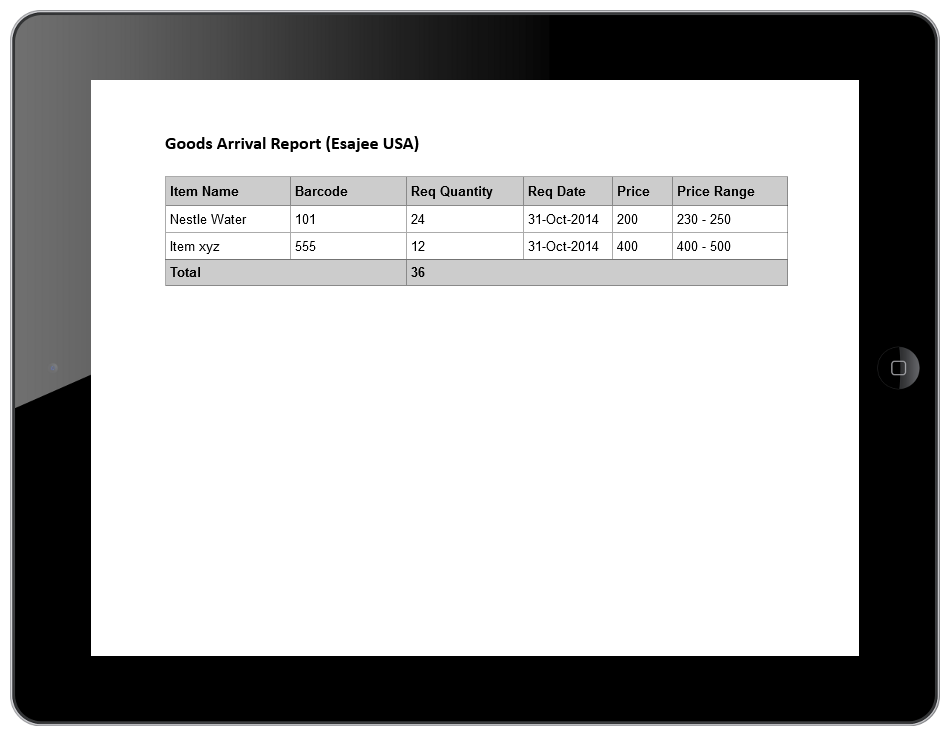 Goods Arrival Report (Esajee USA)
Item Name Barcode Req Quantity Req Date Price Price Range
Nestle Water 101 24 31-Oct-2014 200 230 - 250
Item xyz 555 12 31-Oct-2014 400 400 - 500
Total 36